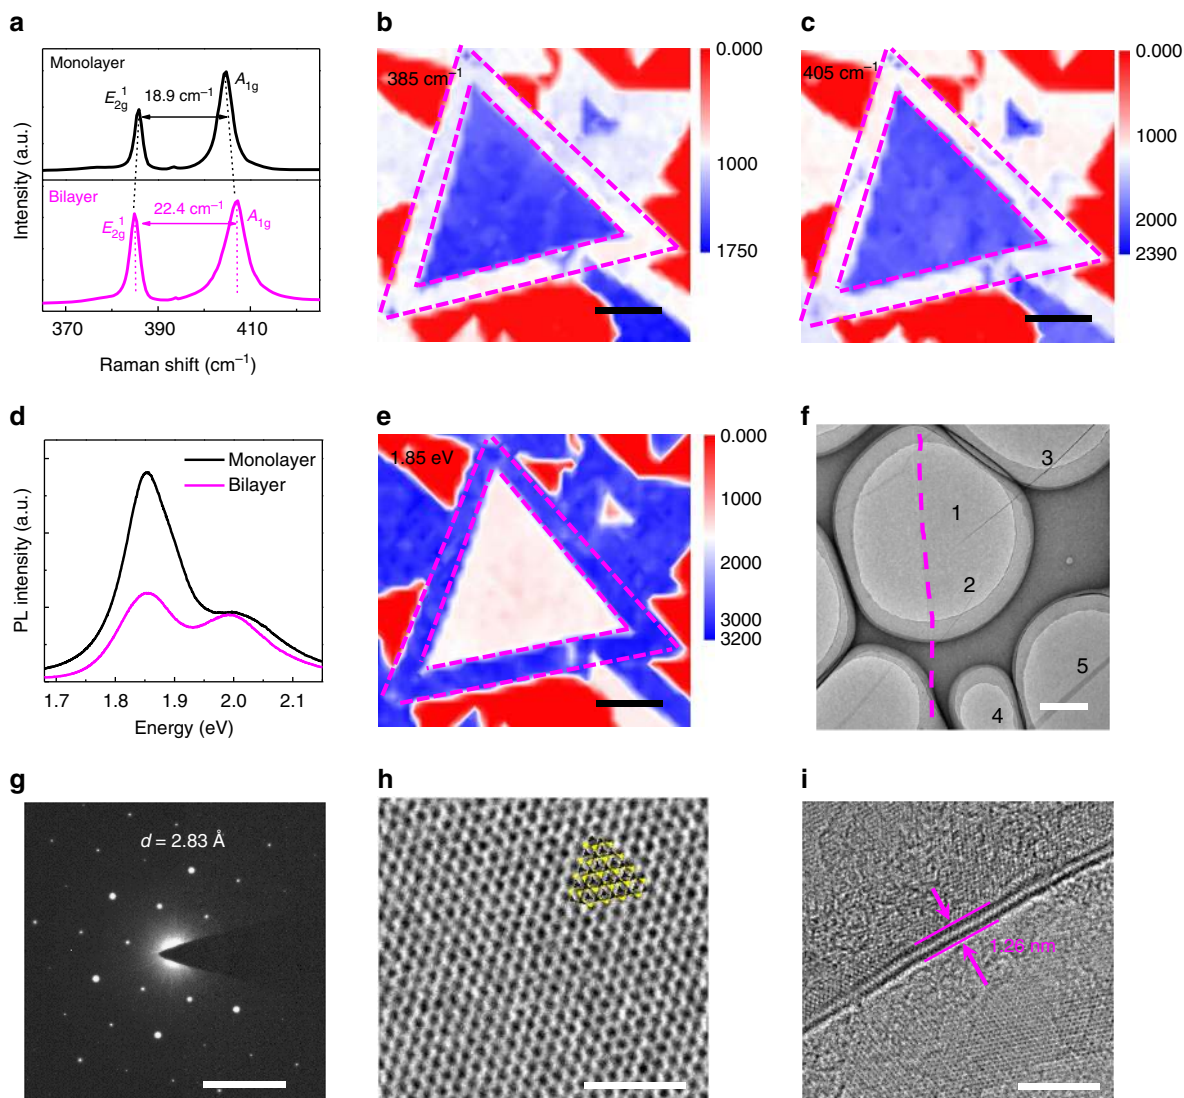 a
Monolayer
E2g1
18.9 cm−1
A1g
Bilayer
E2g1
22.4 cm−1
A1g
Intensity (a.u.)
370
390
410
Raman shift (cm−1)
b
385 cm−1
0.000
1000
1750
c
405 cm−1
0.000
1000
2000
2390
d
Monolayer
Bilayer
PL intensity (a.u.)
1.7
1.8
1.9
2.0
2.1
Energy (eV)
e
1.85 eV
0.000
1000
2000
3000
3200
f
1
2
3
4
5
g
d = 2.83 Å
h
i
1.26 nm